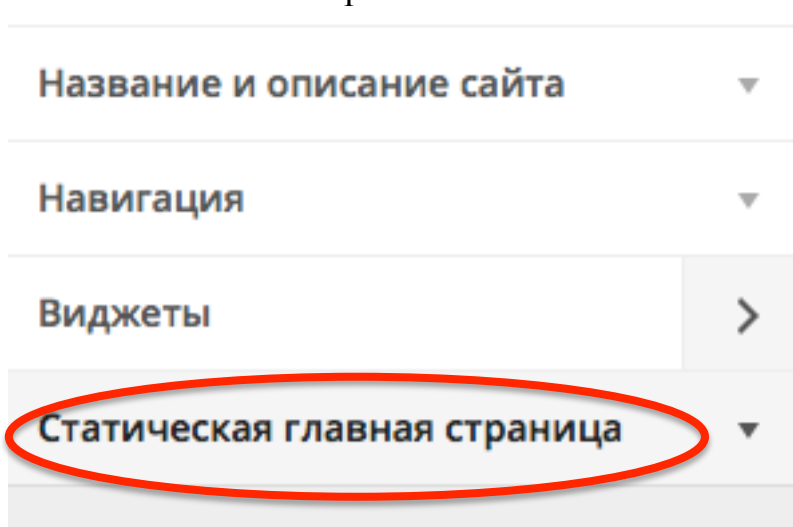 Название и описание сайта
Навигация
Виджеты
Статическая главная страница